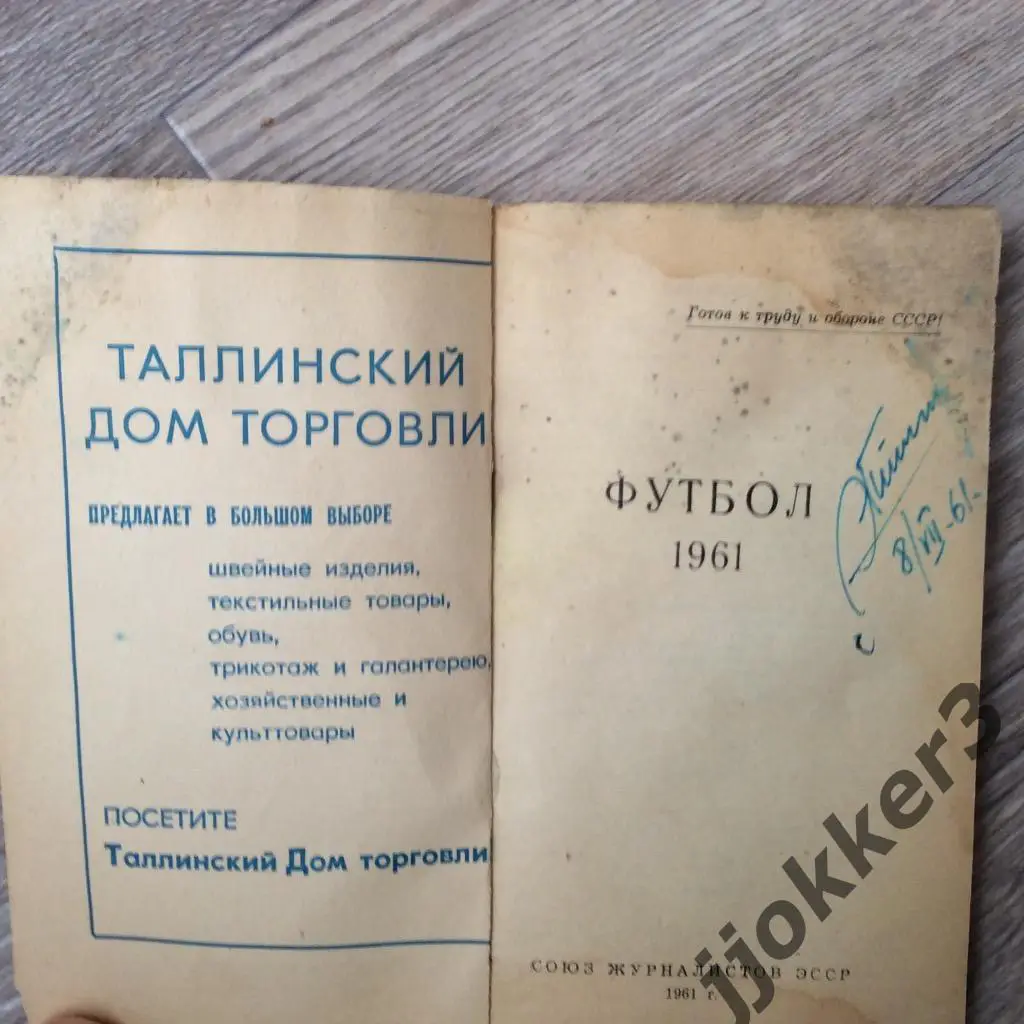 ТАЛЛИНСКИЙ
ДОМ ТОРГОВЛИ
ПРЕДЛАГАЕТ В БОЛЬШОМ ВЫБОРЕ
швейные изделия,
текстильные товары,
обувь,
трикотаж и галантерею,
хозяйственные и
культтовары
ПОСЕТИТЕ
Таллинский Дом торговли
Готов к труду и обороне СССР!
ФУТБОЛ
1961
8/VII-61.
СОЮЗ ЖУРНАЛИСТОВ ЭССР
1961 г.
jjokker3